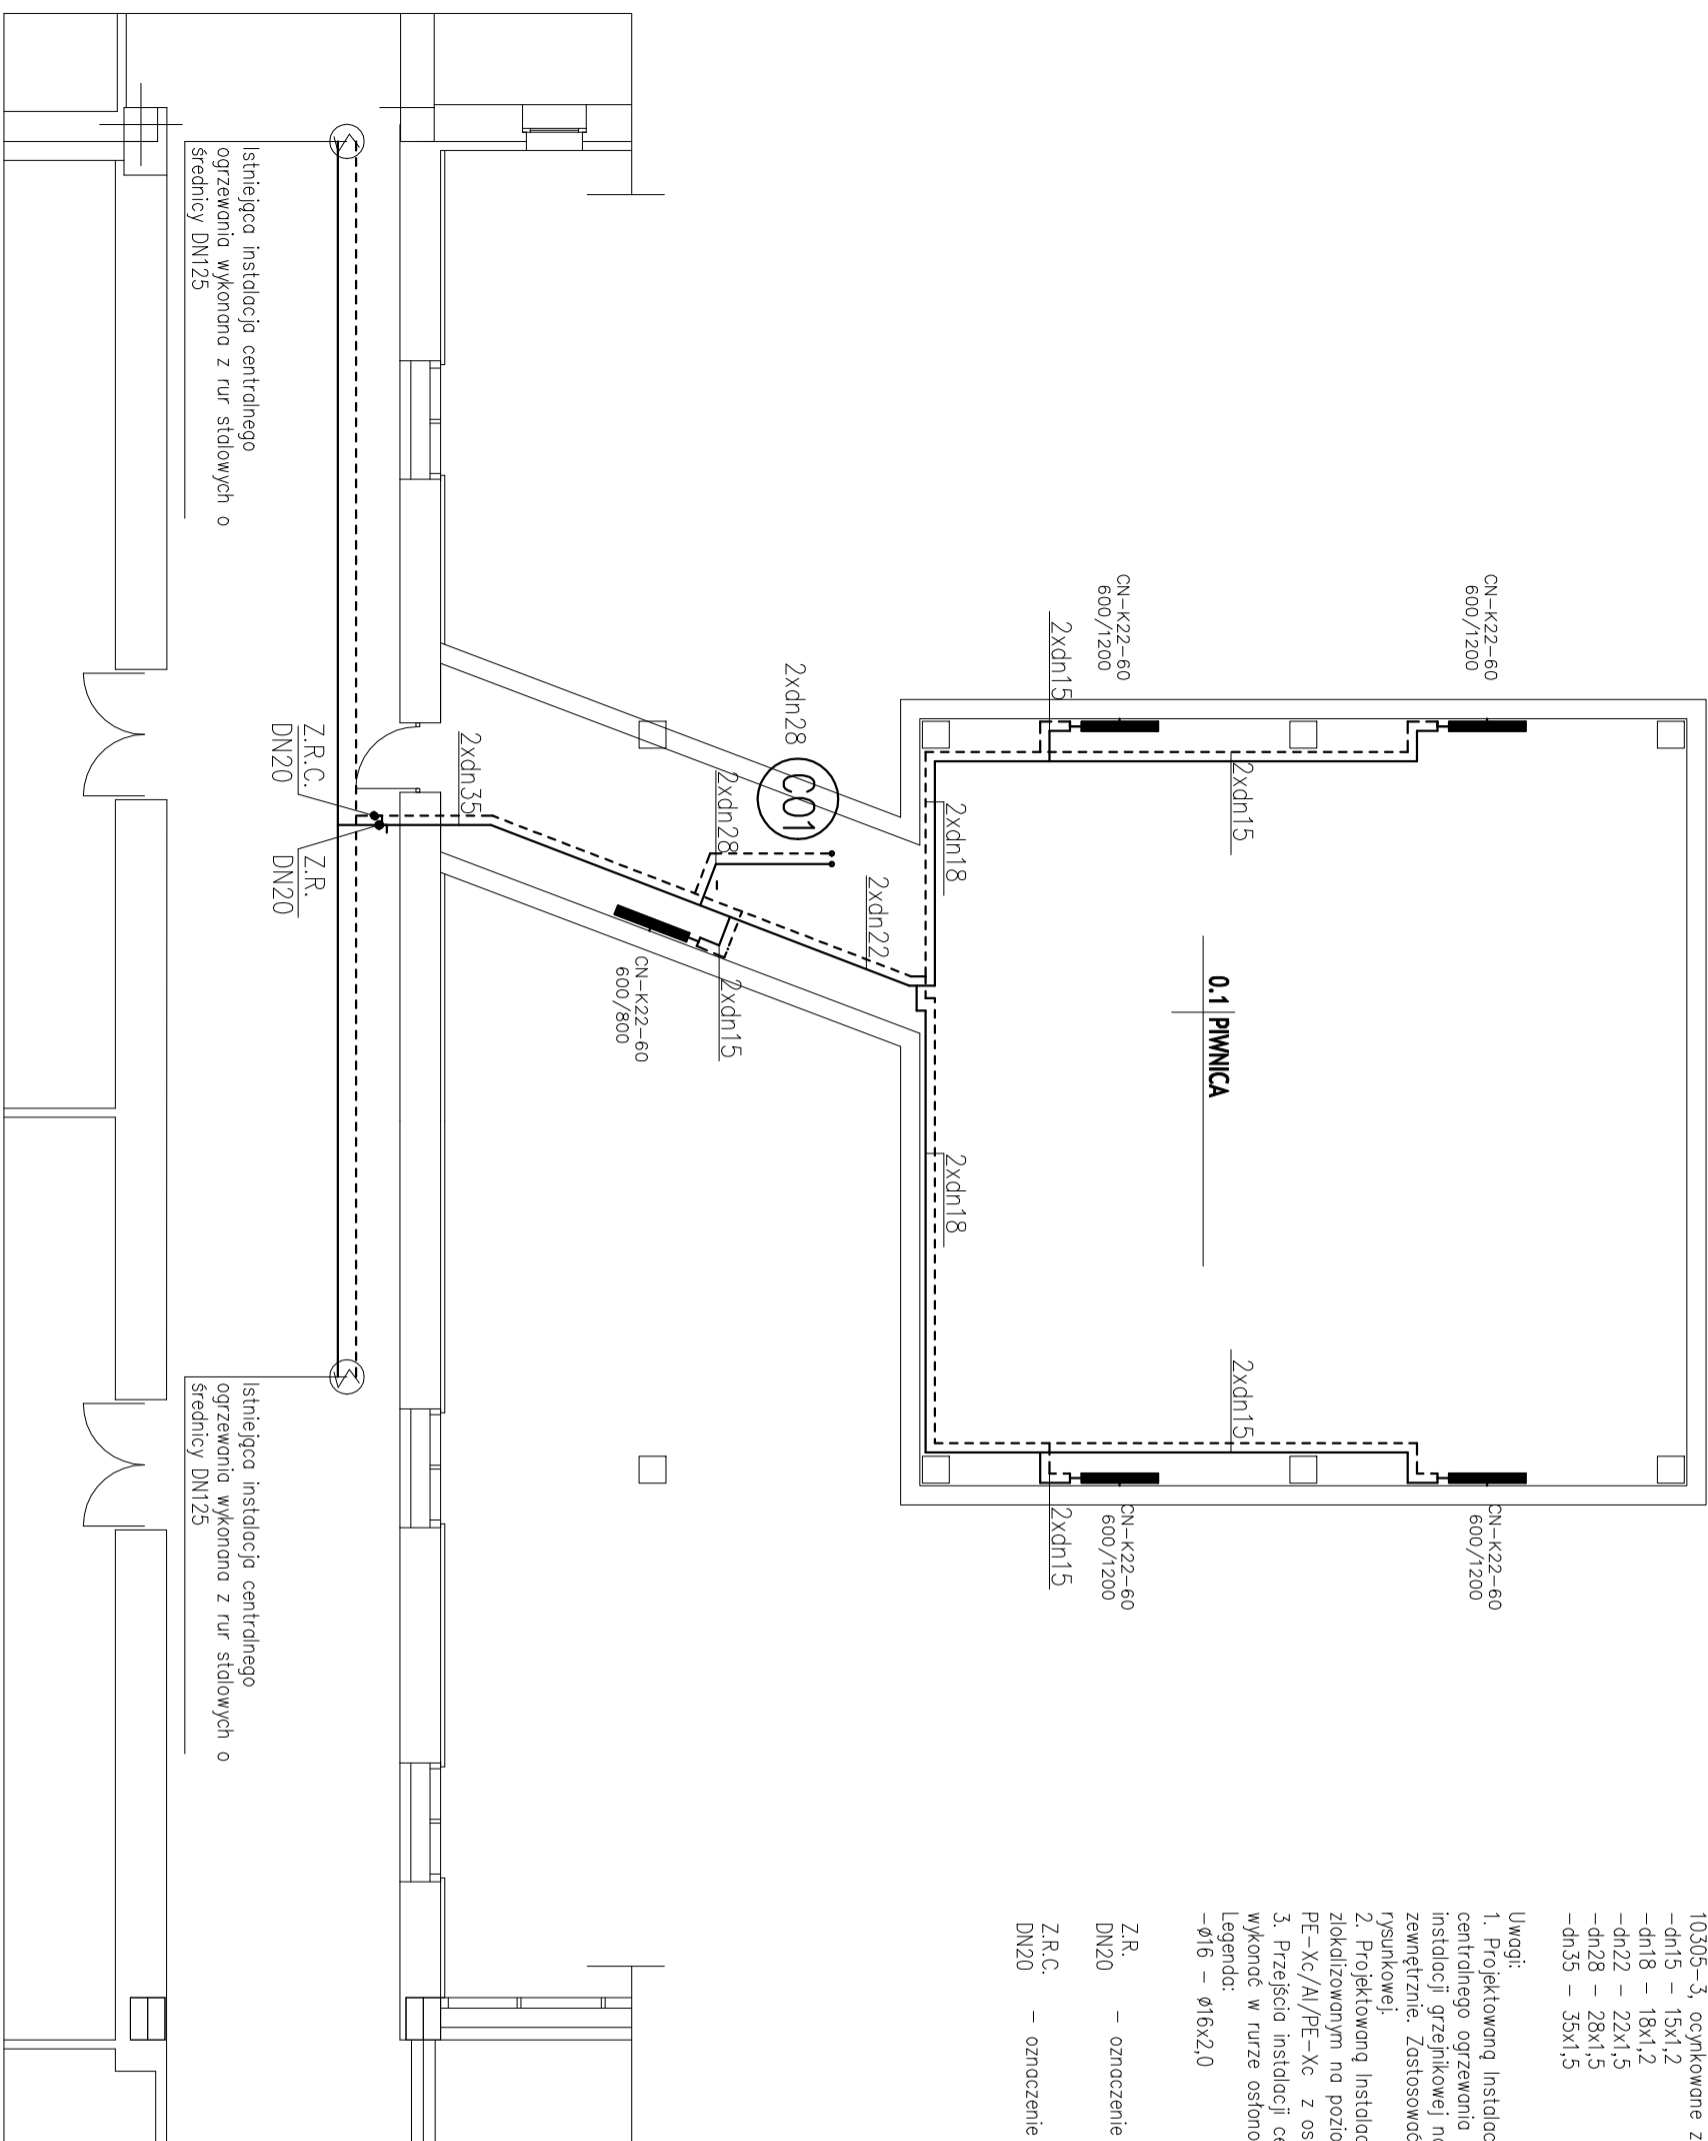 10305-3, ocynkowane z
-dn15 - 15x1,2
-dn18 - 18x1,2
-dn22 - 22x1,5
-dn28 - 28x1,5
-dn35 - 35x1,5
Uwagi:
1. Projektowaną Instalac
centralnego ogrzewania
instalacji grzejnikowej na
zewnętrznie. Zastosować
rysunkowej.
2. Projektowaną Instalac
zlokalizowanym na pozio
PE-Xc/Al/PE-Xc z os
3. Przejścia instalacji ce
wykonać w rurze osłono
Legenda:
-ø16 - ø16x2,0
Z.R.
DN20 - oznaczenie
Z.R.C.
DN20 - oznaczenie
CN-K22-60
600/1200
CN-K22-60
600/1200
CN-K22-60
600/1200
CN-K22-60
600/1200
2xdn15
2xdn15
2xdn15
2xdn15
0.1 PIWNICA
2xdn18
2xdn18
2xdn22
2xdn28
C01
2xdn28
2xdn15
CN-K22-60
600/800
2xdn35
Z.R.C.
DN20
Z.R.
DN20
Istniejąca instalacja centralnego
ogrzewania wykonana z rur stalowych o
średnicy DN125
Istniejąca instalacja centralnego
ogrzewania wykonana z rur stalowych o
średnicy DN125